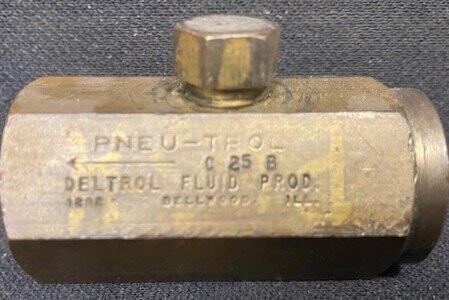 PNEU-TROL
C 25 B
DELTROL FLUID PROD.
BELLWOOD, ILL.